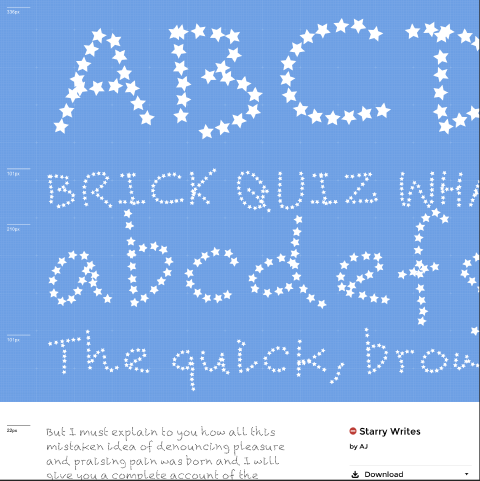 236px
ABCD
101px
BRICK QUIZ WHA
210px
abcdef
101px
The quick, brow
22px
But I must explain to you how all this
mistaken idea of denouncing pleasure
and praising pain was born and I will
give you a complete account of the
Starry Writes
by AJ
Download